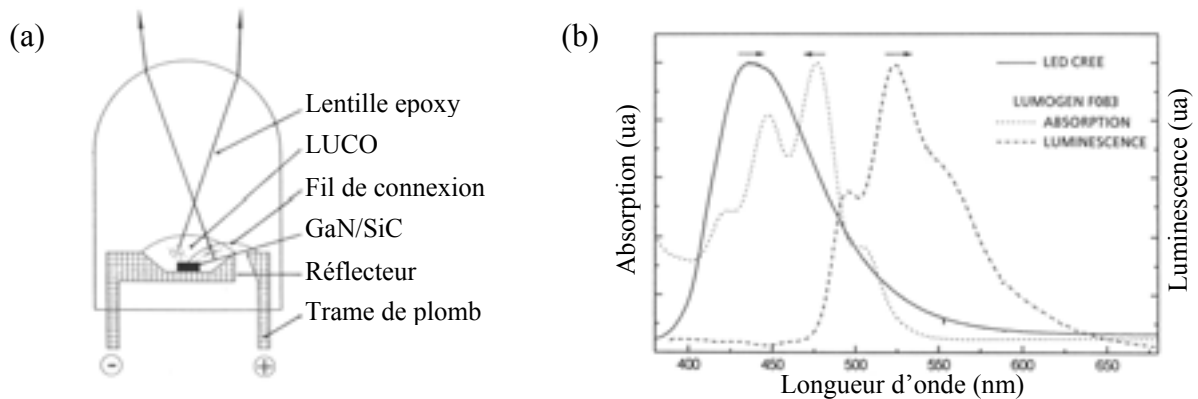 (a)
Lentille epoxy
LUCO
Fil de connexion
GaN/SiC
Réflecteur
Trame de plomb
-
+
(b)
LED CREE
LUMOGEN F083
ABSORPTION
LUMINESCENCE
Absorption (ua)
Luminescence (ua)
400 450 500 550 600 650
Longueur d’onde (nm)